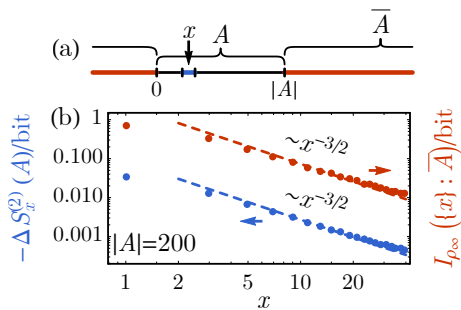 (a) x A A̅
0 |A|
(b)
−ΔS_x^(2) (A)/bit
1
0.100
0.010
0.001
~x^−3/2
~x^−3/2
|A|=200
1 2 5 10 20
x
I_ρ∞ ({x} : A̅)/bit